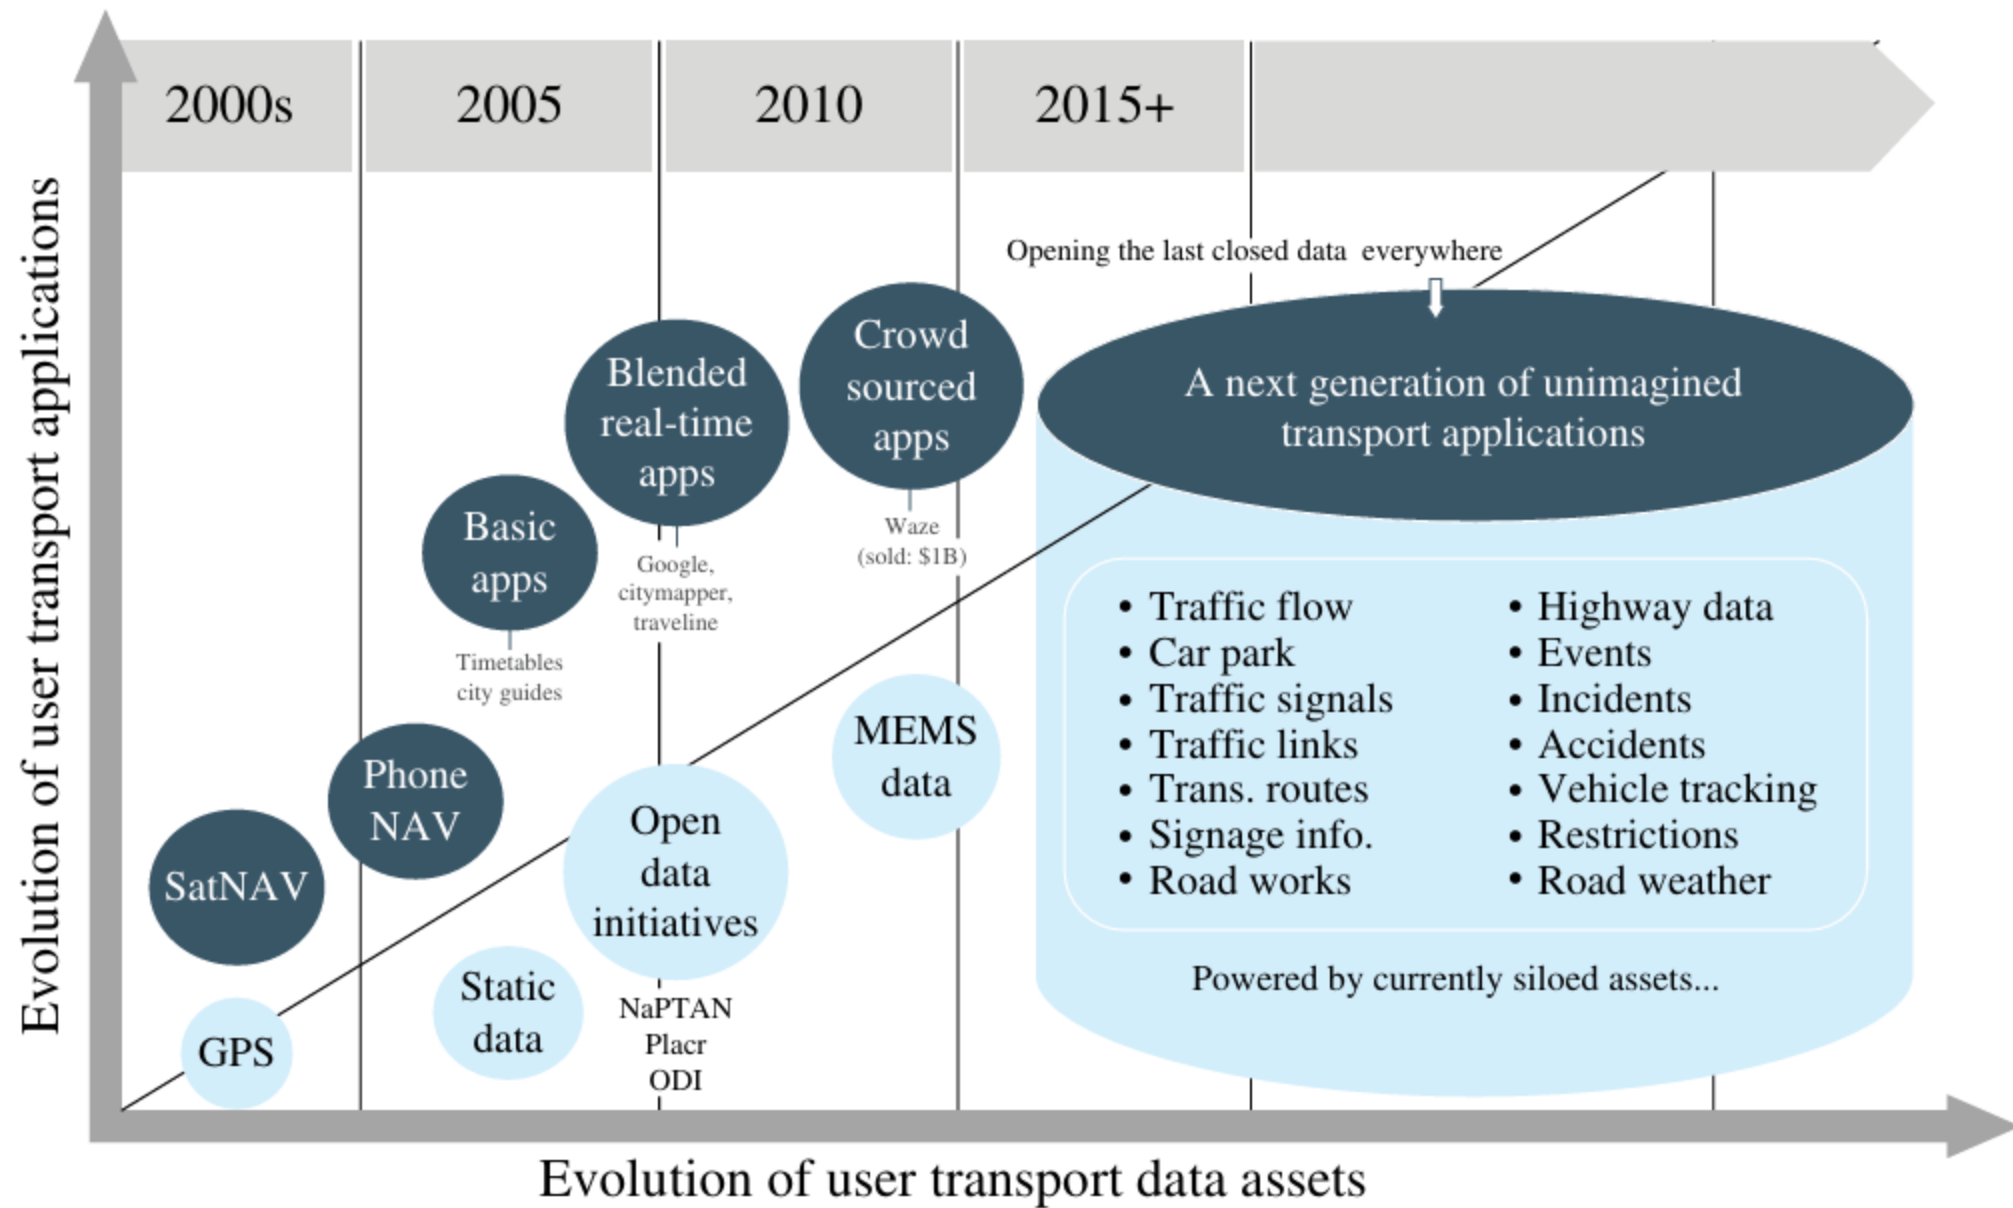 2000s
2005
2010
2015+
Evolution of user transport applications
Opening the last closed data everywhere
A next generation of unimagined
transport applications
Crowd
sourced
apps
Waze
(sold: $1B)
Blended
real-time
apps
Google,
citymapper,
traveline
Basic
apps
Timetables
city guides
Phone
NAV
SatNAV
GPS
Static
data
Open
data
initiatives
NaPTAN
Placr
ODI
MEMS
data
• Traffic flow
• Car park
• Traffic signals
• Traffic links
• Trans. routes
• Signage info.
• Road works
• Highway data
• Events
• Incidents
• Accidents
• Vehicle tracking
• Restrictions
• Road weather
Powered by currently siloed assets...
Evolution of user transport data assets